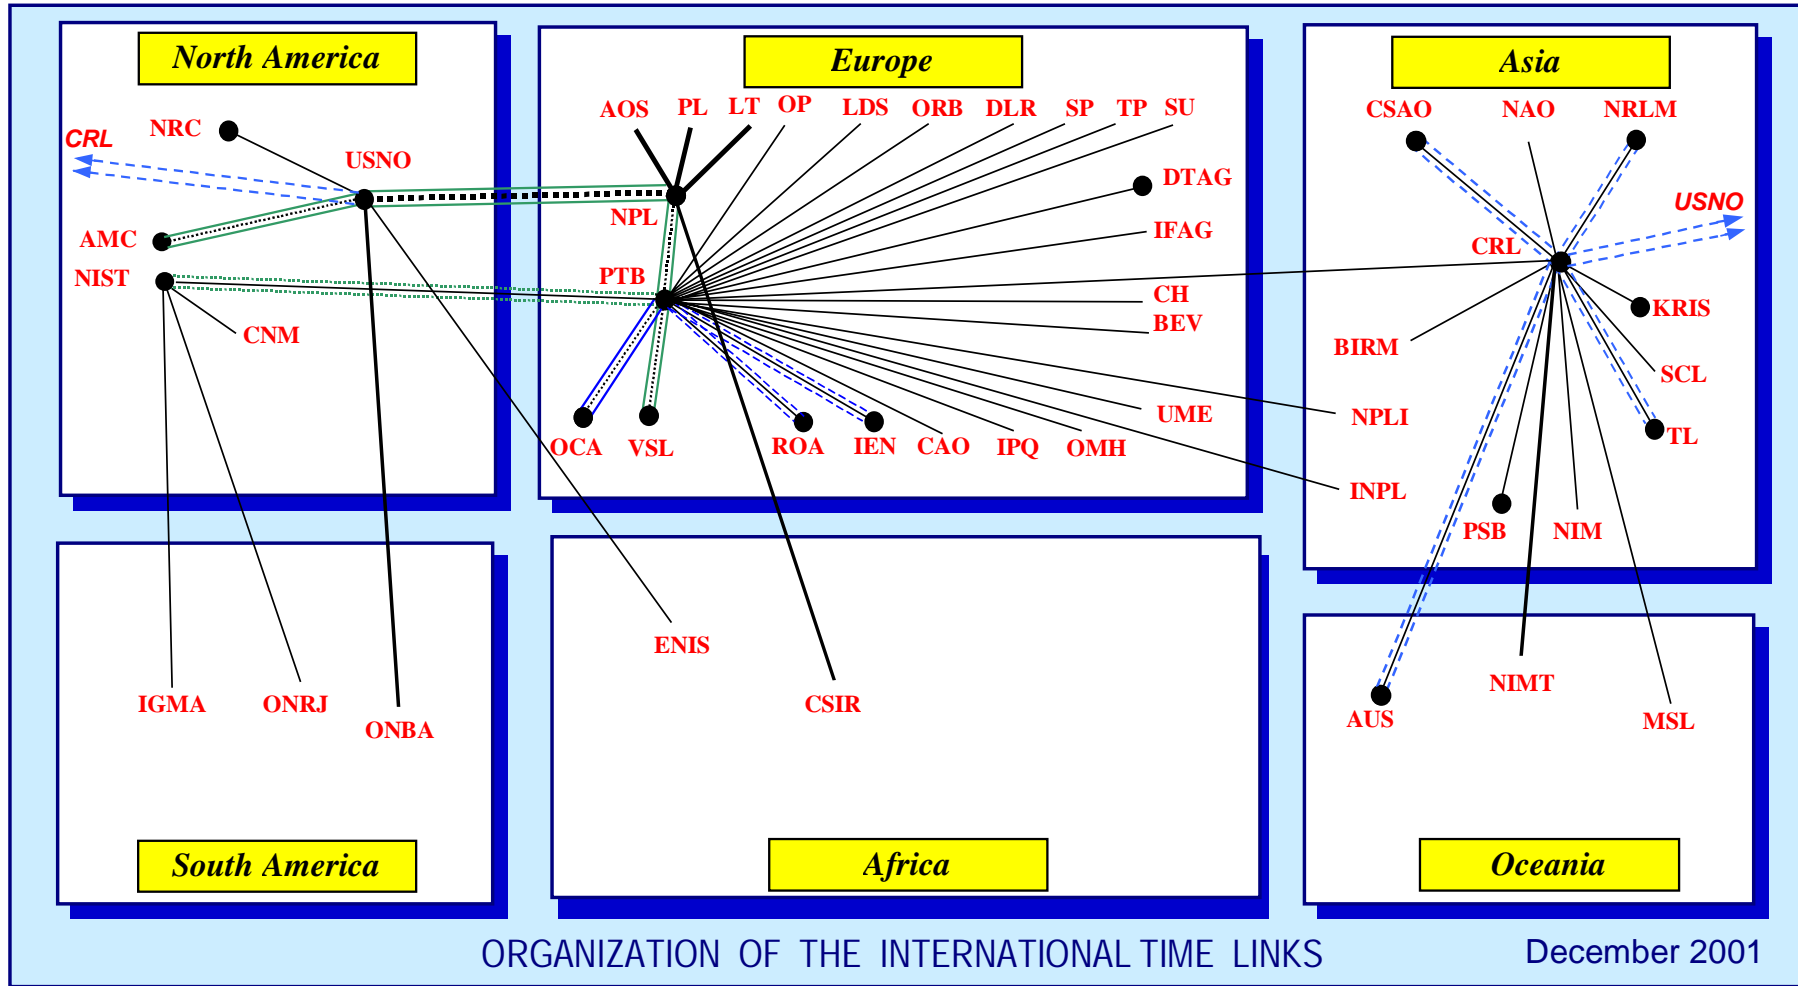 North America
Europe
Asia
AOS PL LT OP LDS ORB DLR SP TP SU
CSAO NAO NRLM
NRC
CRL
USNO
DTAG
USNO
NPL
IFAG
AMC
CRL
NIST
PTB
CH
KRIS
BEV
CNM
BIRM
SCL
UME
NPLI
TL
OCA VSL ROA IEN CAO IPQ OMH
INPL
PSB NIM
ENIS
NIMT
IGMA ONRJ
CSIR
ONBA
AUS
MSL
South America
Africa
Oceania
ORGANIZATION OF THE INTERNATIONAL TIME LINKS
December 2001